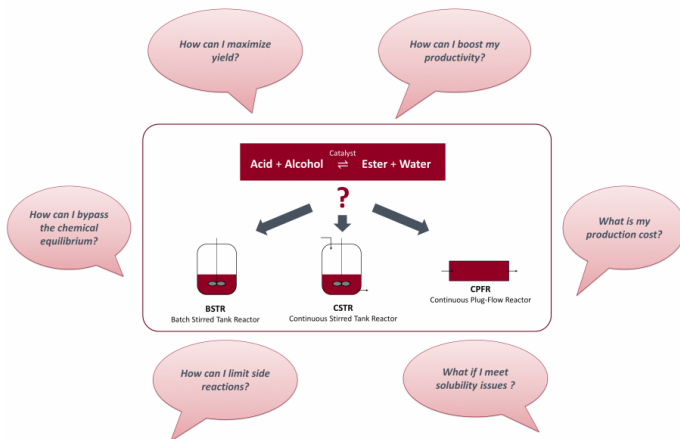 How can I maximize
yield?
How can I boost my
productivity?
Catalyst
Acid + Alcohol ⇌ Ester + Water
?
How can I bypass
the chemical
equilibrium?
What is my
production cost?
BSTR
Batch Stirred Tank Reactor
CSTR
Continuous Stirred Tank Reactor
CPFR
Continuous Plug-Flow Reactor
How can I limit side
reactions?
What if I meet
solubility issues ?